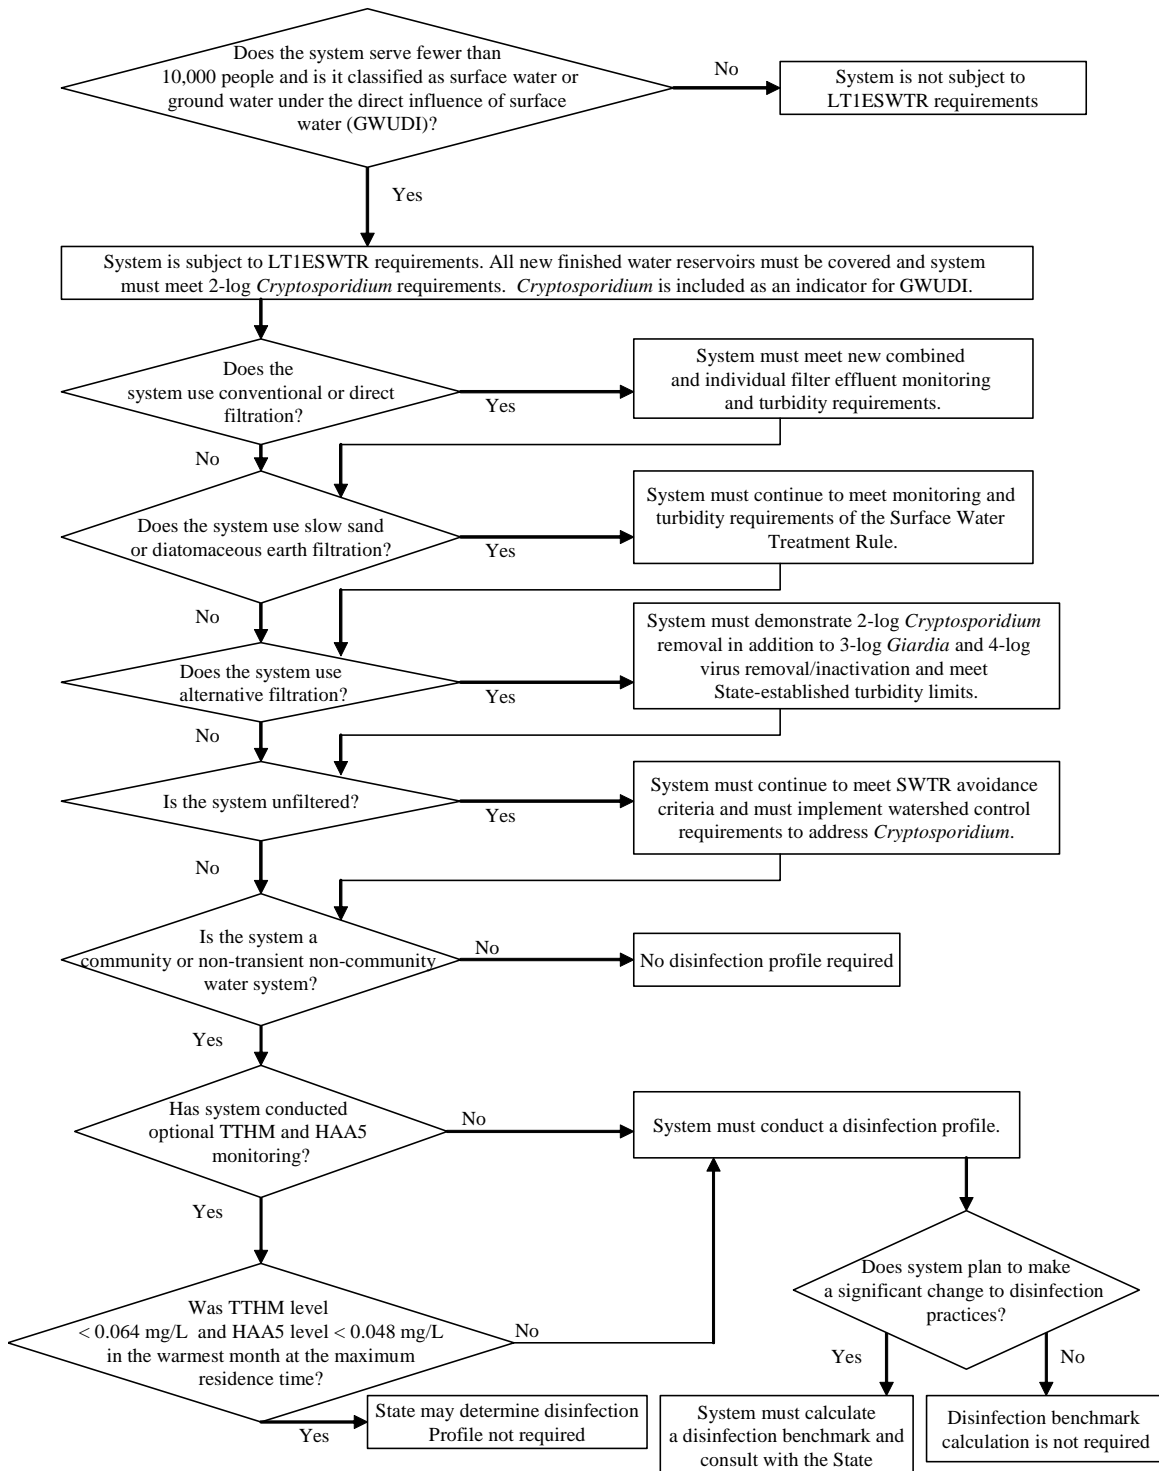 Does the system serve fewer than
10,000 people and is it classified as surface water or
ground water under the direct influence of surface
water (GWUDI)?
No
System is not subject to
LT1ESWTR requirements
Yes
System is subject to LT1ESWTR requirements. All new finished water reservoirs must be covered and system
must meet 2-log Cryptosporidium requirements. Cryptosporidium is included as an indicator for GWUDI.
Does the
system use conventional or direct
filtration?
Yes
System must meet new combined
and individual filter effluent monitoring
and turbidity requirements.
No
Does the system use slow sand
or diatomaceous earth filtration?
Yes
System must continue to meet monitoring and
turbidity requirements of the Surface Water
Treatment Rule.
No
Does the system use
alternative filtration?
Yes
System must demonstrate 2-log Cryptosporidium
removal in addition to 3-log Giardia and 4-log
virus removal/inactivation and meet
State-established turbidity limits.
No
Is the system unfiltered?
Yes
System must continue to meet SWTR avoidance
criteria and must implement watershed control
requirements to address Cryptosporidium.
No
Is the system a
community or non-transient non-community
water system?
No
No disinfection profile required
Yes
Has system conducted
optional TTHM and HAA5
monitoring?
No
System must conduct a disinfection profile.
Yes
Was TTHM level
< 0.064 mg/L and HAA5 level < 0.048 mg/L
in the warmest month at the maximum
residence time?
No
Yes
State may determine disinfection
Profile not required
Does system plan to make
a significant change to disinfection
practices?
Yes
No
System must calculate
a disinfection benchmark and
consult with the State
Disinfection benchmark
calculation is not required